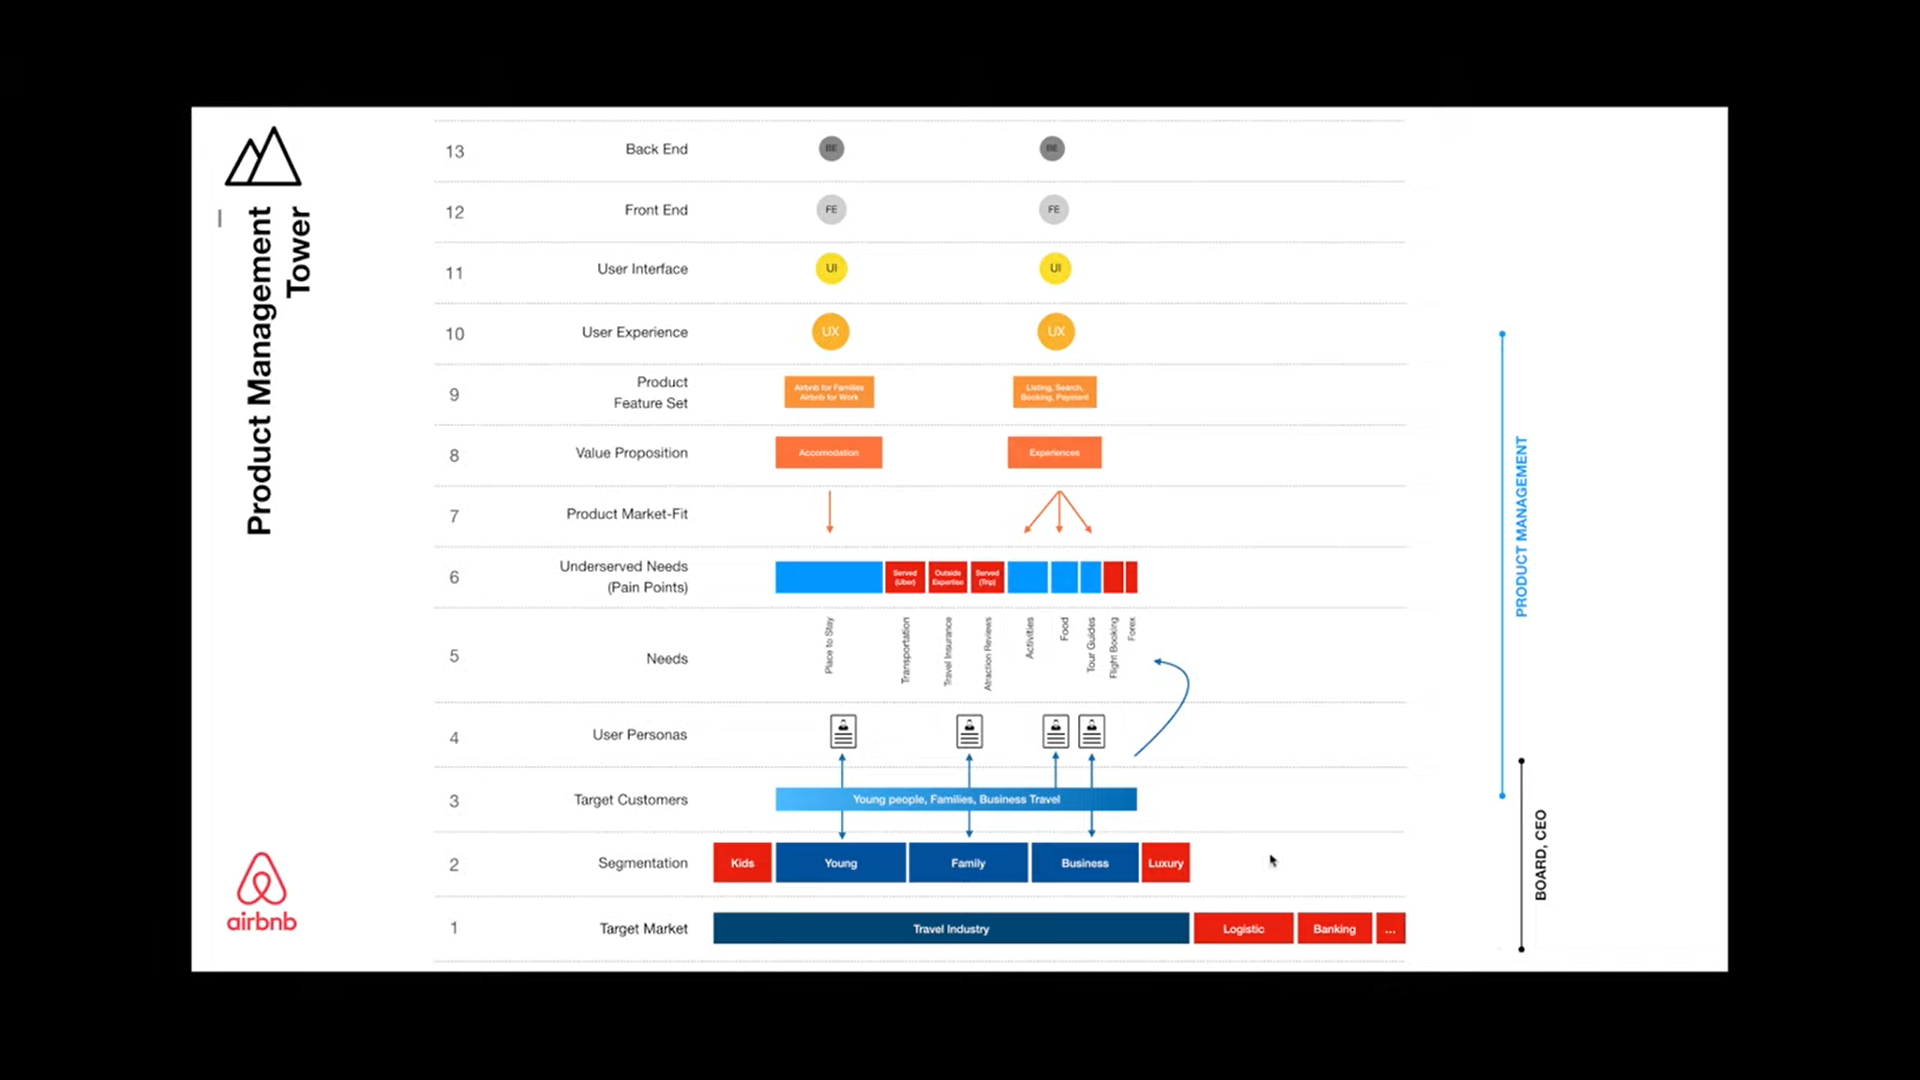 Product Management
Tower
13
Back End
BE
BE
12
Front End
FE
FE
11
User Interface
UI
UI
10
User Experience
UX
UX
9
Product
Feature Set
Airbnb for Families
Airbnb for Work
Listing, Search,
Booking, Payment
8
Value Proposition
Accomodation
Experiences
7
Product Market-Fit
6
Underserved Needs
(Pain Points)
Served
(Uber)
Outside
Expertise
Served
(Trip)
5
Needs
Place to Stay
Transportation
Travel Insurance
Atraction Reviews
Activities
Food
Tour Guides
Flight Booking
Forex
4
User Personas
3
Target Customers
Young people, Families, Business Travel
2
Segmentation
Kids
Young
Family
Business
Luxury
1
Target Market
Travel Industry
Logistic
Banking
...
PRODUCT MANAGEMENT
BOARD, CEO
airbnb